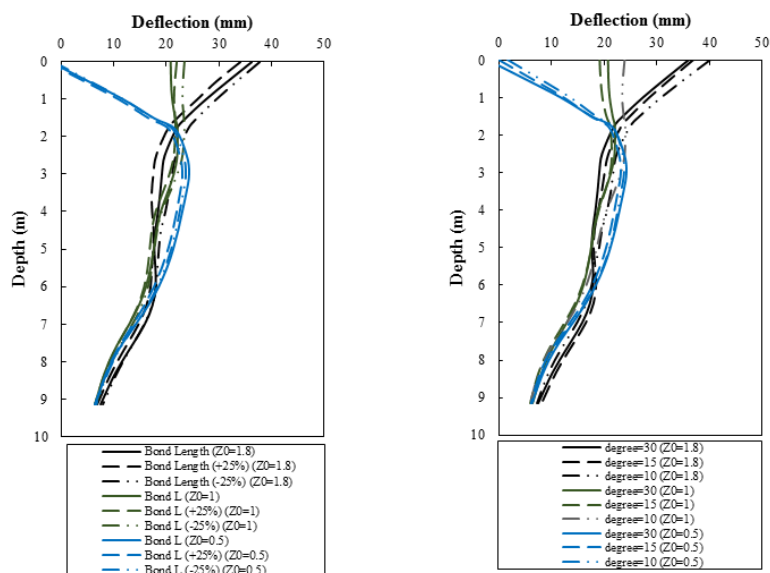 Deflection (mm)
0 10 20 30 40 50
0
1
2
3
4
5
6
7
8
9
10
Depth (m)
Bond Length (Z0=1.8)
Bond Length (+25%) (Z0=1.8)
Bond Length (-25%) (Z0=1.8)
Bond L (Z0=1)
Bond L (+25%) (Z0=1)
Bond L (-25%) (Z0=1)
Bond L (Z0=0.5)
Bond L (+25%) (Z0=0.5)
Bond L (-25%) (Z0=0.5)
Deflection (mm)
0 10 20 30 40 50
0
1
2
3
4
5
6
7
8
9
10
Depth (m)
degree=30 (Z0=1.8)
degree=15 (Z0=1.8)
degree=10 (Z0=1.8)
degree=30 (Z0=1)
degree=15 (Z0=1)
degree=10 (Z0=1)
degree=30 (Z0=0.5)
degree=15 (Z0=0.5)
degree=10 (Z0=0.5)